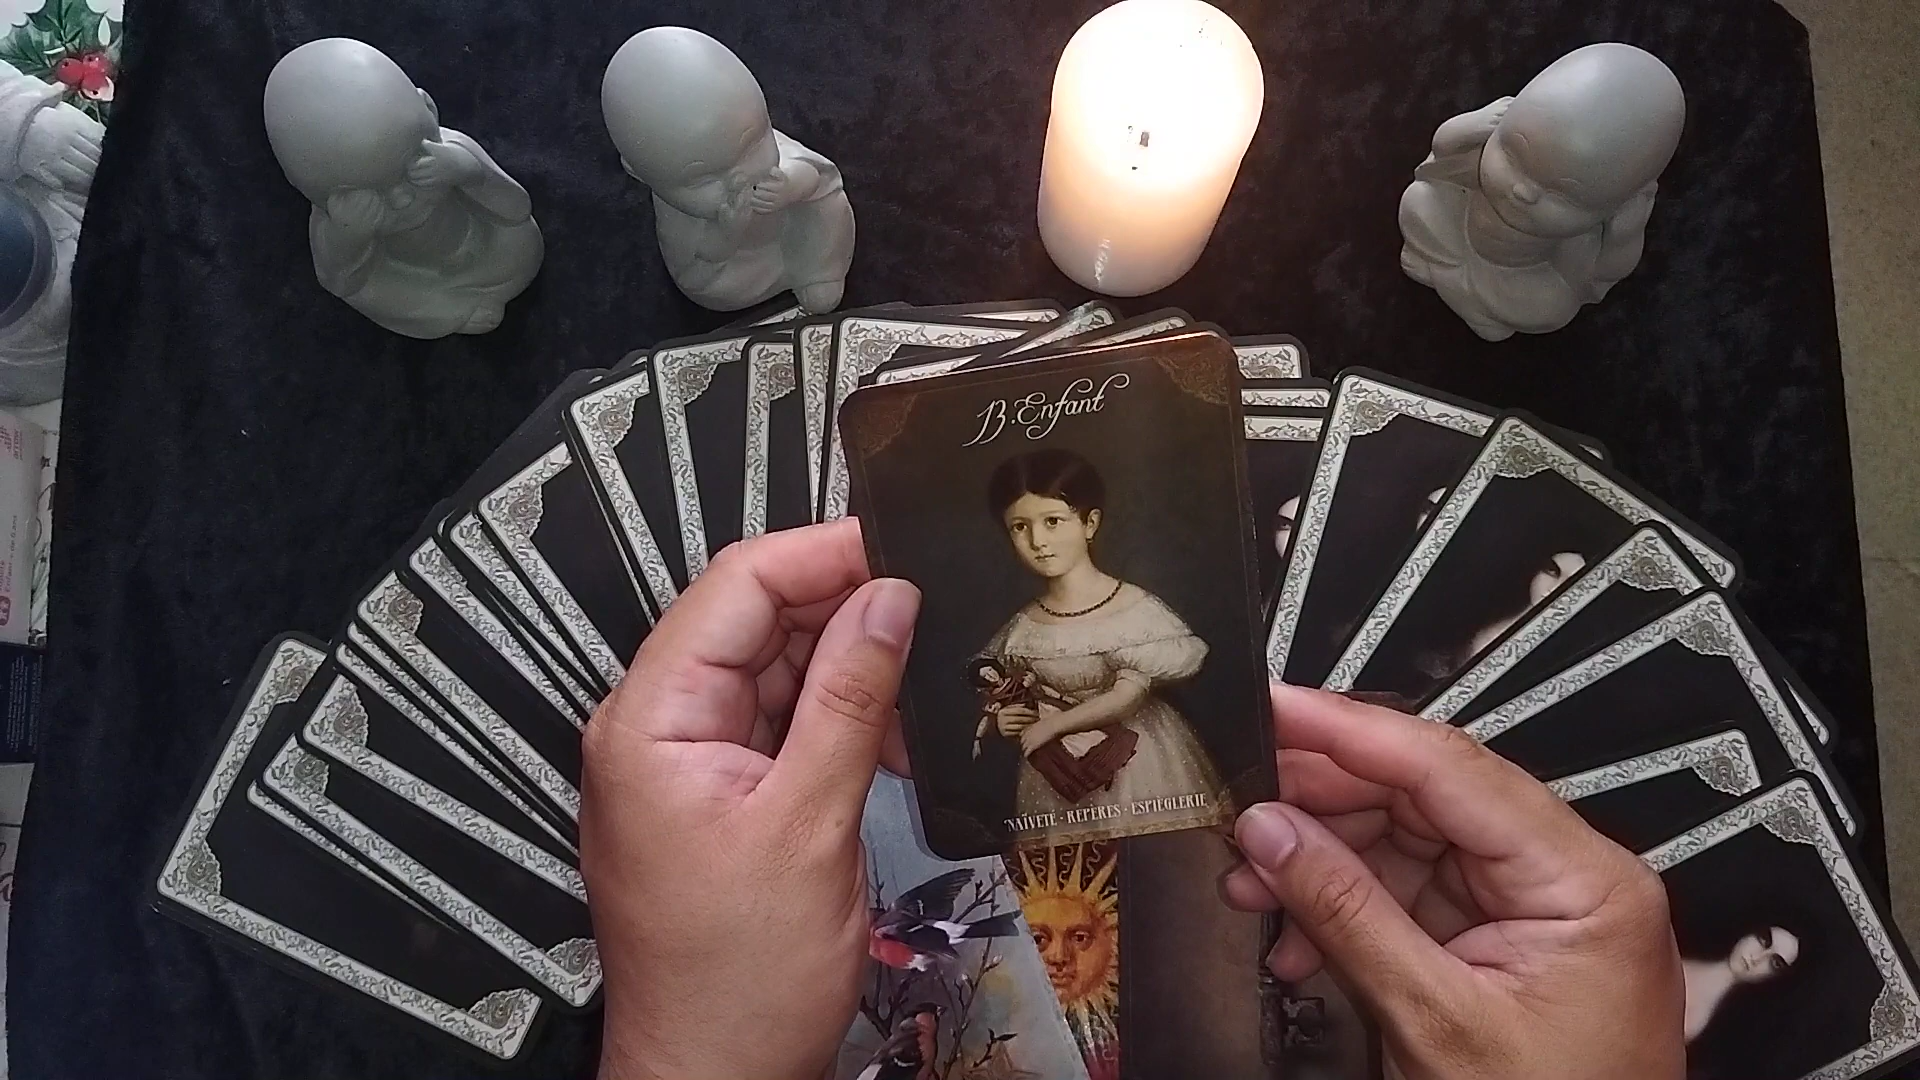 13. Enfant
NAÏVETÉ · REPÈRES · ESPIÈGLERIE